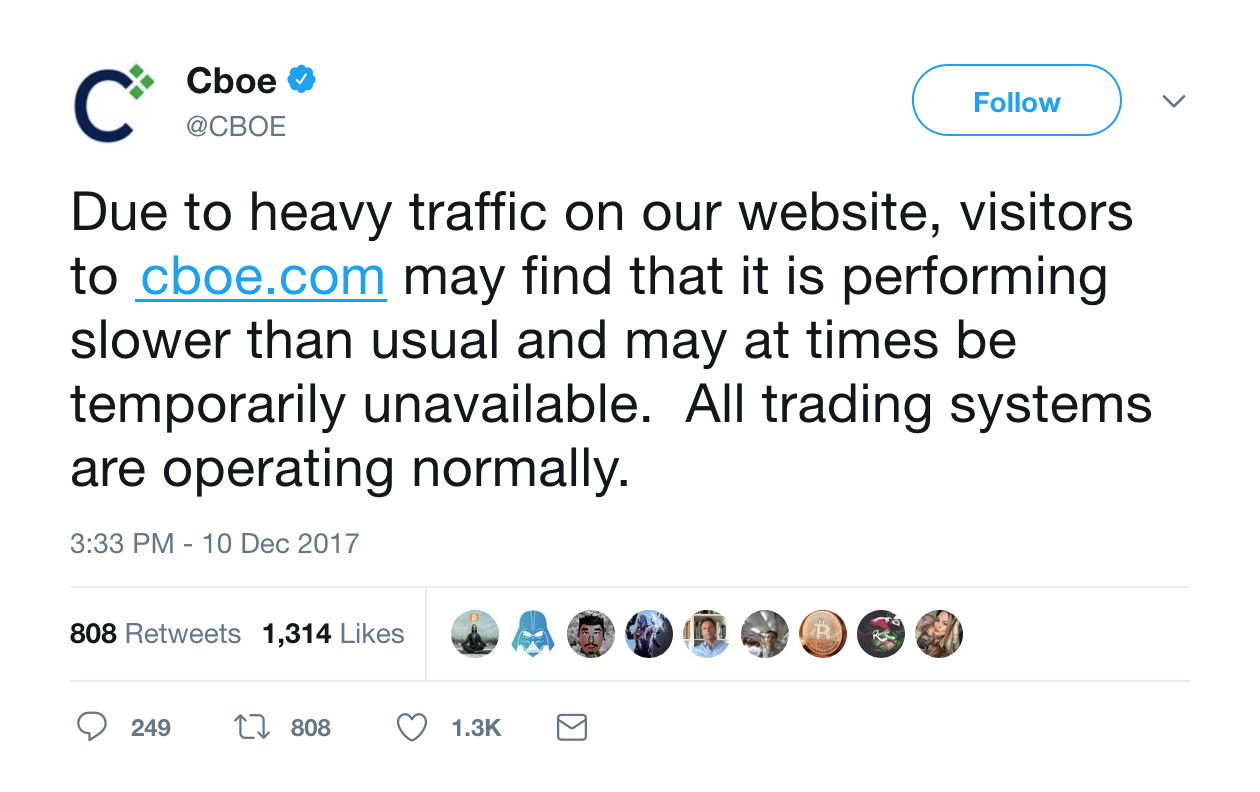 Cboe
@CBOE
Follow
Due to heavy traffic on our website, visitors
to cboe.com may find that it is performing
slower than usual and may at times be
temporarily unavailable.  All trading systems
are operating normally.
3:33 PM - 10 Dec 2017
808 Retweets 1,314 Likes
249 808 1.3K